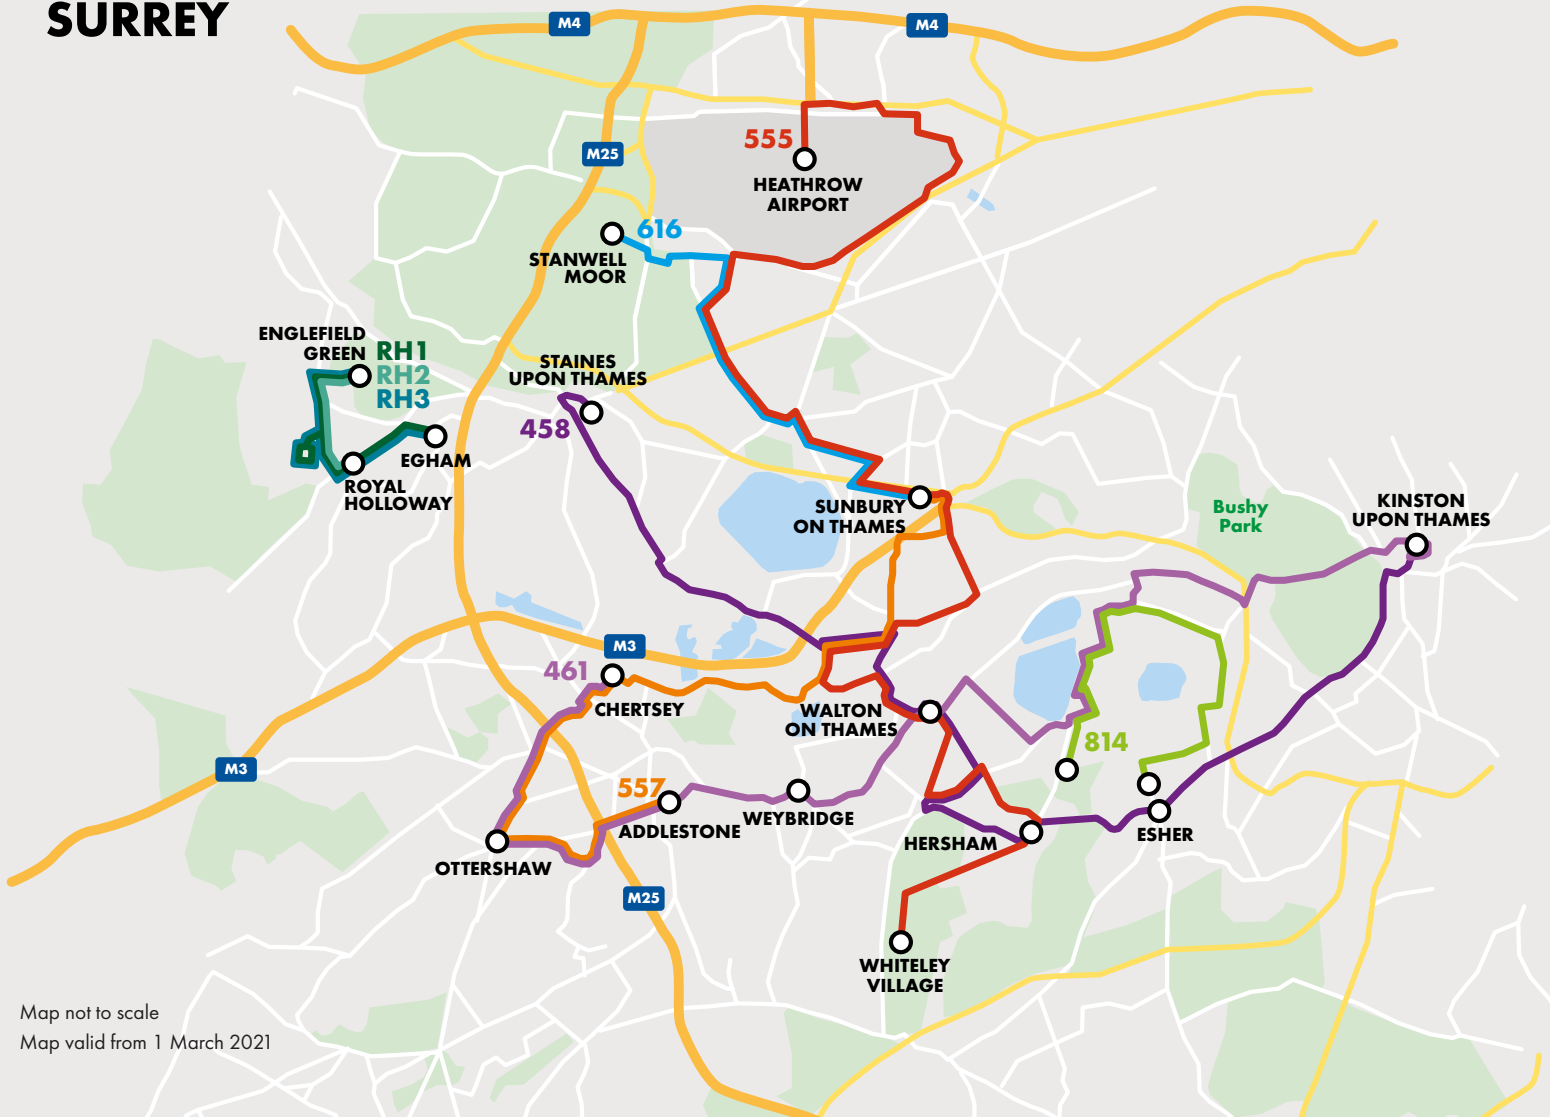 SURREY
M4
M4
M25
555
HEATHROW
AIRPORT
616
STANWELL
MOOR
ENGLEFIELD
GREEN
RH1
RH2
RH3
STAINES
UPON THAMES
458
EGHAM
ROYAL
HOLLOWAY
SUNBURY
ON THAMES
Bushy
Park
KINSTON
UPON THAMES
M3
461
CHERTSEY
WALTON
ON THAMES
814
M3
557
ADDLESTONE
WEYBRIDGE
HERSHAM
ESHER
OTTERSHAW
M25
WHITELEY
VILLAGE
Map not to scale
Map valid from 1 March 2021